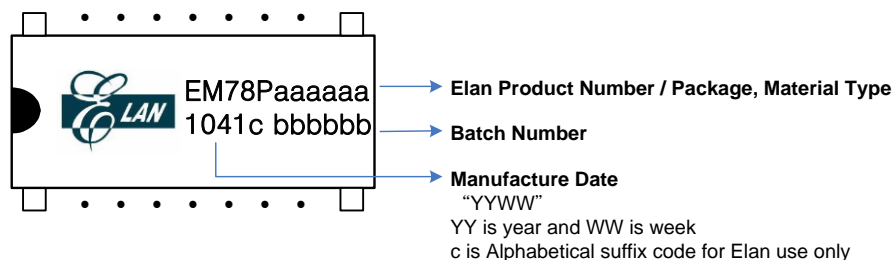 ELAN
EM78Paaaaaa
1041c bbbbbb
Elan Product Number / Package, Material Type
Batch Number
Manufacture Date
“YYWW”
YY is year and WW is week
c is Alphabetical suffix code for Elan use only